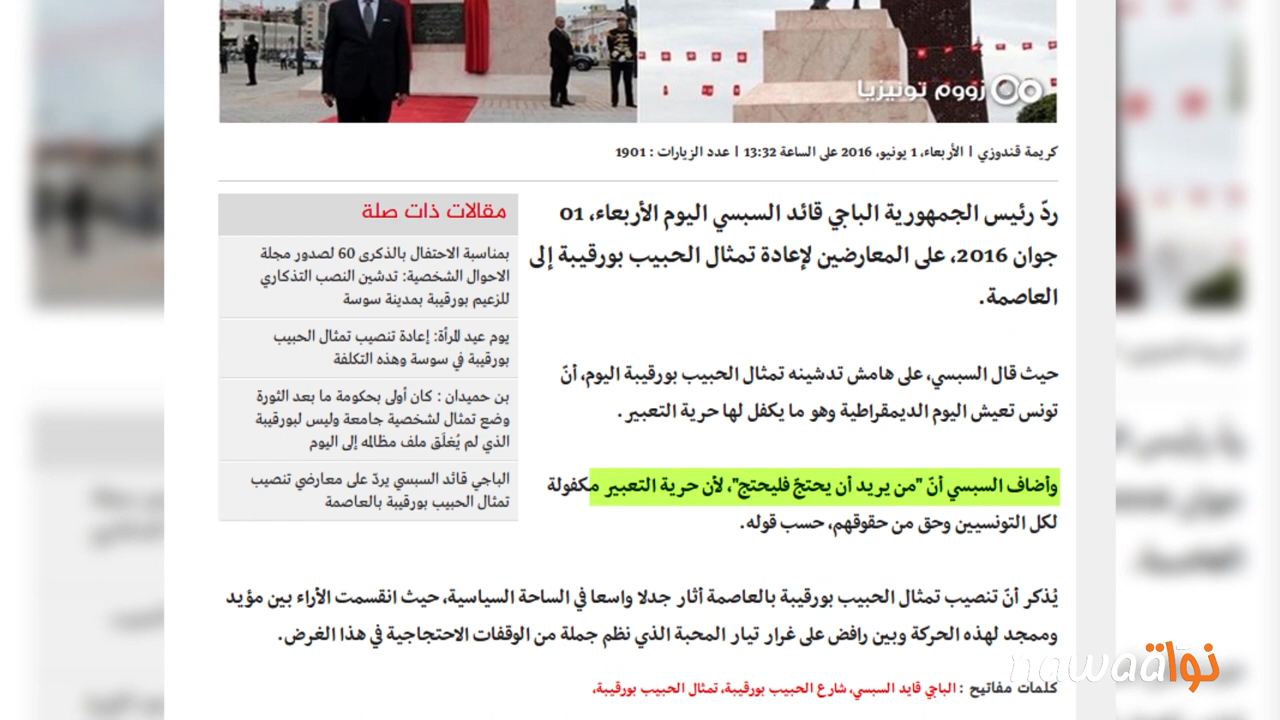 زووم تونيزيا
كريمة قندوزي | الأربعاء، 1 يونيو، 2016 على الساعة 13:32 | عدد الزيارات : 1901
ردّ رئيس الجمهورية الباجي قائد السبسي اليوم الأربعاء، 01
جوان 2016، على المعارضين لإعادة تمثال الحبيب بورقيبة إلى
العاصمة.
حيث قال السبسي، على هامش تدشينه تمثال الحبيب بورقيبة اليوم، أنّ
تونس تعيش اليوم الديمقراطية وهو ما يكفل لها حرية التعبير.
وأضاف السبسي أنّ "من يريد أن يحتجّ فليحتج"، لأن حرية التعبير مكفولة
لكل التونسيين وحق من حقوقهم، حسب قوله.
مقالات ذات صلة
بمناسبة الاحتفال بالذكرى 60 لصدور مجلة
الاحوال الشخصية: تدشين النصب التذكاري
للزعيم بورقيبة بمدينة سوسة
يوم عيد المرأة: إعادة تنصيب تمثال الحبيب
بورقيبة في سوسة وهذه التكلفة
بن حميدان : كان أولى بحكومة ما بعد الثورة
وضع تمثال لشخصية جامعة وليس لبورقيبة
الذي لم يُغلَق ملف مظالمه إلى اليوم
الباجي قائد السبسي يردّ على معارضي تنصيب
تمثال الحبيب بورقيبة بالعاصمة
يُذكر أنّ تنصيب تمثال الحبيب بورقيبة بالعاصمة أثار جدلا واسعا في الساحة السياسية، حيث انقسمت الأراء بين مؤيد
وممجد لهذه الحركة وبين رافض على غرار تيار المحبة الذي نظم جملة من الوقفات الاحتجاجية في هذا الغرض.
كلمات مفاتيح : الباجي قايد السبسي، شارع الحبيب بورقيبة، تمثال الحبيب بورقيبة،
nawaa نواة